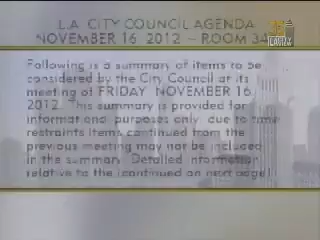 L.A. CITY COUNCIL AGENDA
NOVEMBER 16, 2012 - ROOM 34
35
Following is a summary of items to be
considered by the City Council at its
meeting of FRIDAY NOVEMBER 16,
2012. This summary is provided for
informational purposes only due to time
restraints items continued from the
previous meeting may not be included
in the summary. Detailed information
relative to the (continued on next page)